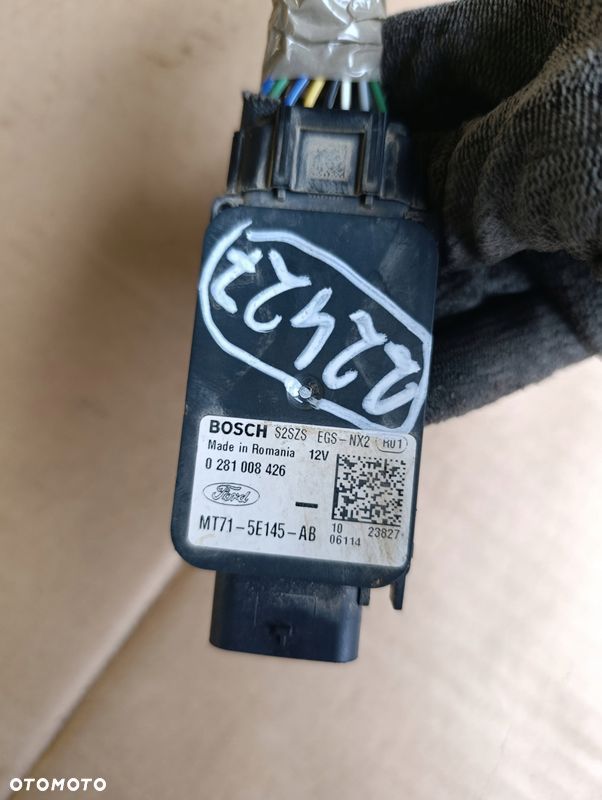 BOSCH S2SZS EGS-NX2 R01
Made in Romania 12V
0 281 008 426
Ford
MT71-5E145-AB
10 23827
06114
OTOMOTO